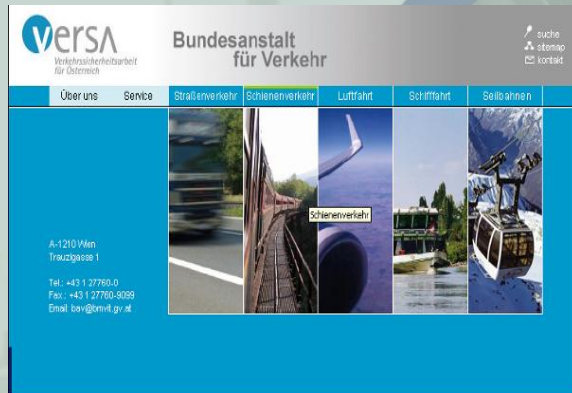 versa
Verkehrssicherheitsarbeit
für Österreich
Bundesanstalt
für Verkehr
suche
sitemap
kontakt
Über uns Service Straßenverkehr Schienenverkehr Luftfahrt Schifffahrt Seilbahnen
Schienenverkehr
A-1210 Wien
Trauzlgasse 1
Tel.: +43 1 27760-0
Fax.: +43 1 27760-9099
Email: bav@bmvit.gv.at